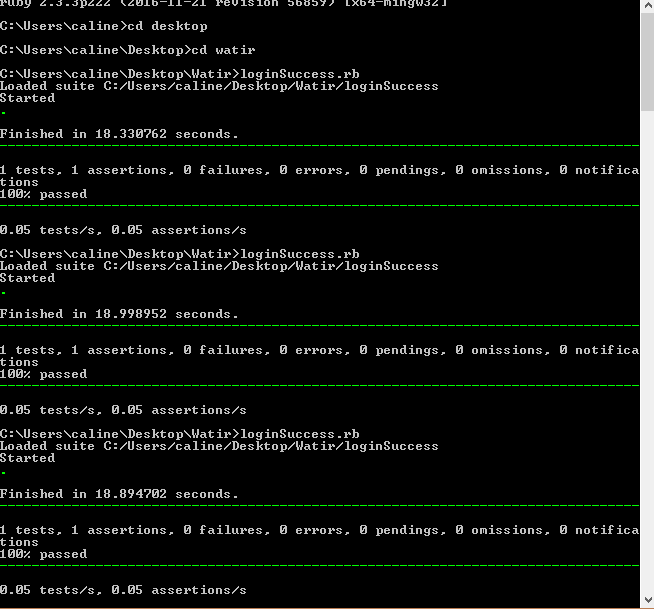 ruby 2.3.3p222 (2016-11-21 revision 56859) [x64-mingw32]
C:\Users\caline>cd desktop
C:\Users\caline\Desktop>cd watir
C:\Users\caline\Desktop\Watir>loginSuccess.rb
Loaded suite C:/Users/caline/Desktop/Watir/loginSuccess
Started
.
Finished in 18.330762 seconds.
--------------------------------------------------------------------------------
1 tests, 1 assertions, 0 failures, 0 errors, 0 pendings, 0 omissions, 0 notifica
tions
100% passed
--------------------------------------------------------------------------------
0.05 tests/s, 0.05 assertions/s
C:\Users\caline\Desktop\Watir>loginSuccess.rb
Loaded suite C:/Users/caline/Desktop/Watir/loginSuccess
Started
.
Finished in 18.998952 seconds.
--------------------------------------------------------------------------------
1 tests, 1 assertions, 0 failures, 0 errors, 0 pendings, 0 omissions, 0 notifica
tions
100% passed
--------------------------------------------------------------------------------
0.05 tests/s, 0.05 assertions/s
C:\Users\caline\Desktop\Watir>loginSuccess.rb
Loaded suite C:/Users/caline/Desktop/Watir/loginSuccess
Started
.
Finished in 18.894702 seconds.
--------------------------------------------------------------------------------
1 tests, 1 assertions, 0 failures, 0 errors, 0 pendings, 0 omissions, 0 notifica
tions
100% passed
--------------------------------------------------------------------------------
0.05 tests/s, 0.05 assertions/s